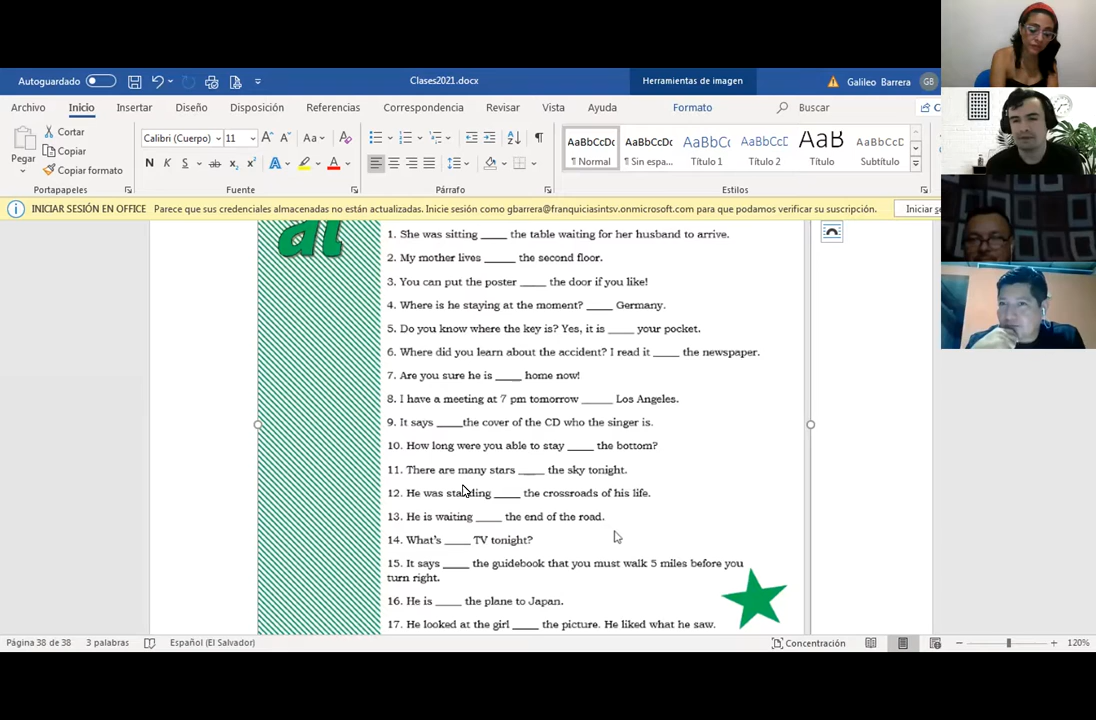 Autoguardado
Clases2021.docx
Herramientas de imagen
Galileo Barrera
GB
Archivo Inicio Insertar Diseño Disposición Referencias Correspondencia Revisar Vista Ayuda Formato Buscar
Pegar
Cortar
Copiar
Copiar formato
Portapapeles
Calibri (Cuerpo) 11
N K S
Fuente
Párrafo
AaBbCcDc AaBbCcDc AaBbC AaBbCcD AaB AaBbCcD
¶ Normal ¶ Sin espa... Título 1 Título 2 Título Subtítulo
Estilos
INICIAR SESIÓN EN OFFICE Parece que sus credenciales almacenadas no están actualizadas. Inicie sesión como gbarrera@franquiciasintsv.onmicrosoft.com para que podamos verificar su suscripción. Iniciar se
at
1. She was sitting ____ the table waiting for her husband to arrive.
2. My mother lives _____ the second floor.
3. You can put the poster ____ the door if you like!
4. Where is he staying at the moment? ____ Germany.
5. Do you know where the key is? Yes, it is ____ your pocket.
6. Where did you learn about the accident? I read it ____ the newspaper.
7. Are you sure he is ____ home now!
8. I have a meeting at 7 pm tomorrow _____ Los Angeles.
9. It says ____the cover of the CD who the singer is.
10. How long were you able to stay ____ the bottom?
11. There are many stars ____ the sky tonight.
12. He was standing ____ the crossroads of his life.
13. He is waiting ____ the end of the road.
14. What's ____ TV tonight?
15. It says ____ the guidebook that you must walk 5 miles before you
turn right.
16. He is ____ the plane to Japan.
17. He looked at the girl ____ the picture. He liked what he saw.
Página 38 de 38 3 palabras Español (El Salvador) Concentración 120%